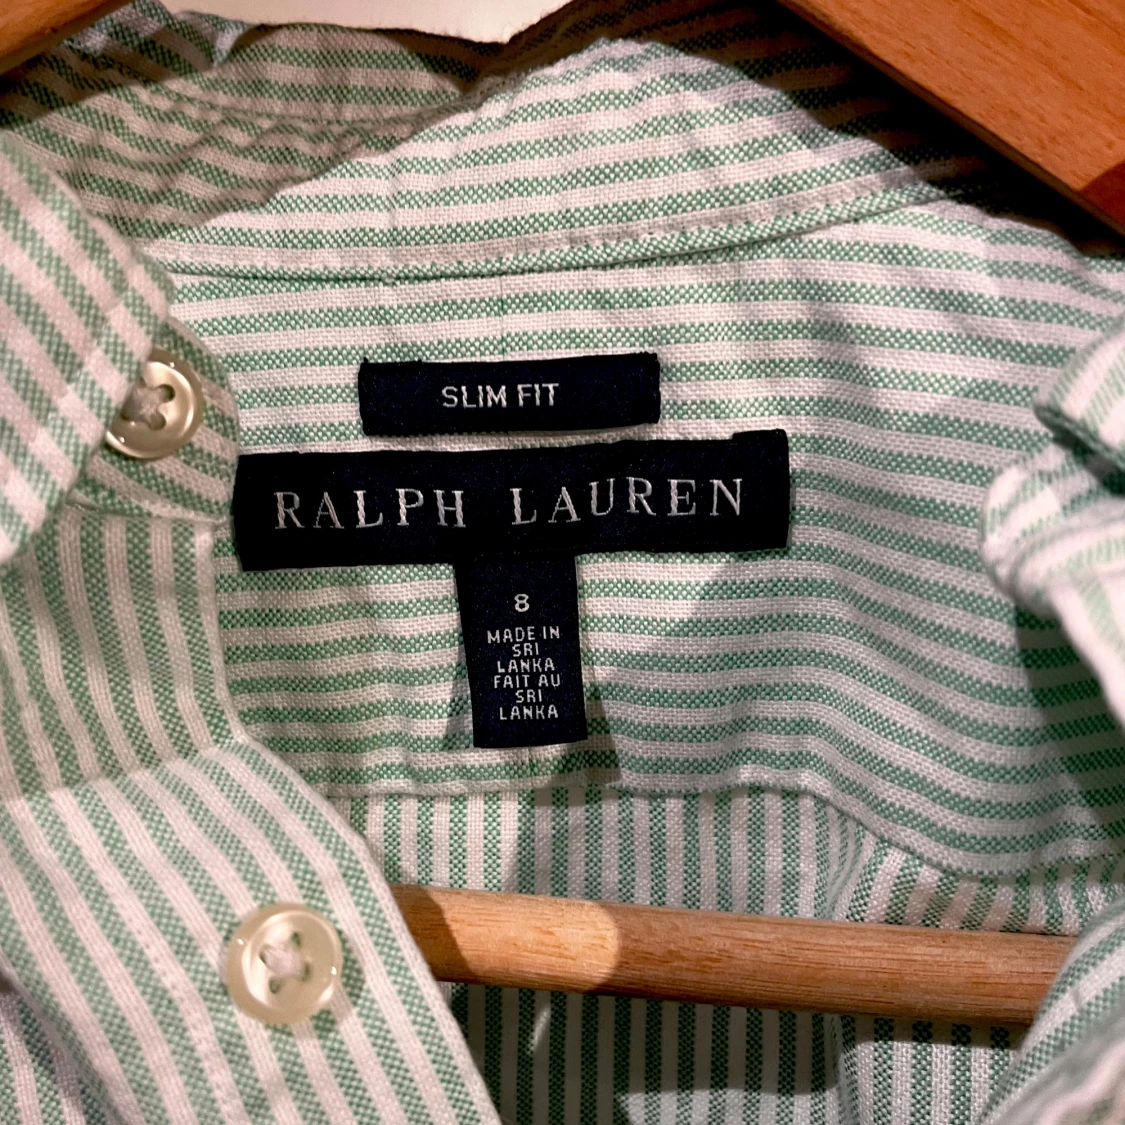 SLIM FIT
RALPH LAUREN
8
MADE IN
SRI
LANKA
FAIT AU
SRI
LANKA